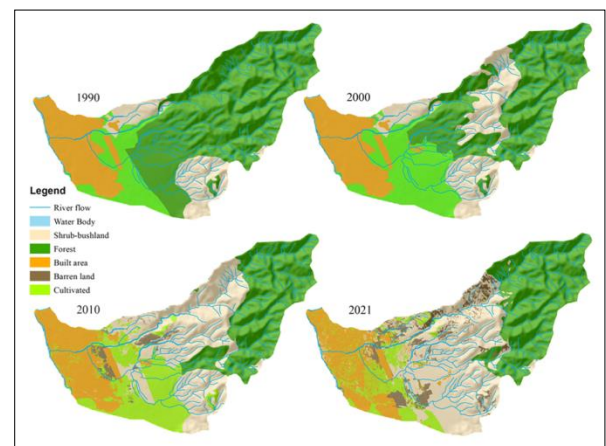 1990
2000
Legend
River flow
Water Body
Shrub-bushland
Forest
Built area
Barren land
Cultivated
2010
2021